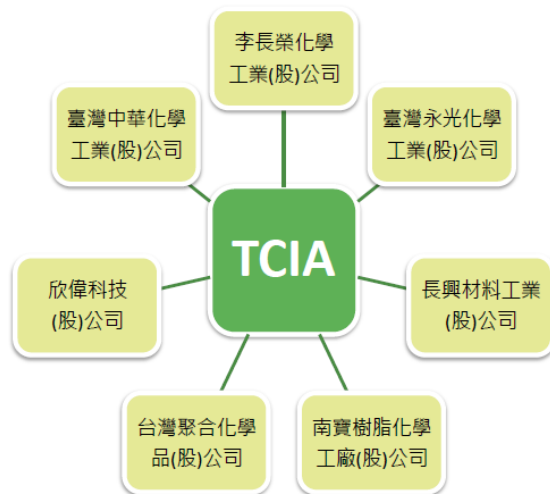 李長榮化學
工業(股)公司
臺灣中華化學
工業(股)公司
臺灣永光化學
工業(股)公司
TCIA
欣偉科技
(股)公司
長興材料工業
(股)公司
台灣聚合化學
品(股)公司
南寶樹脂化學
工廠(股)公司